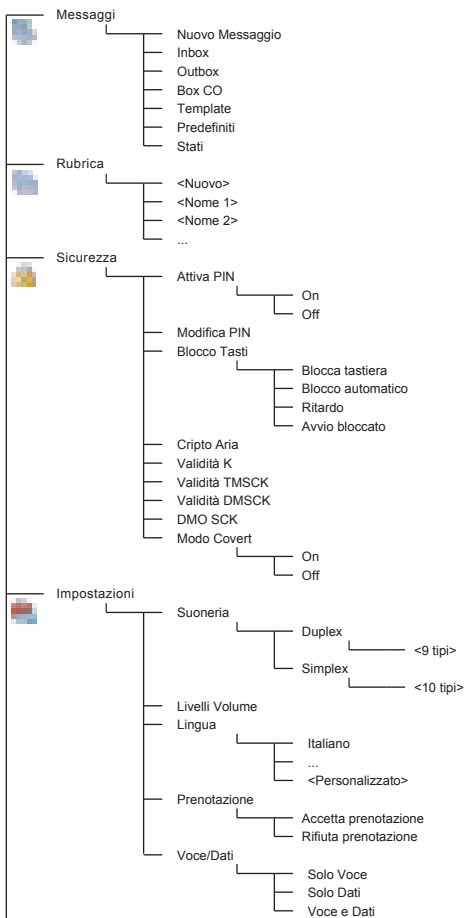 Messaggi
Nuovo Messaggio
Inbox
Outbox
Box CO
Template
Predefiniti
Stati
Rubrica
<Nuovo>
<Nome 1>
<Nome 2>
...
Sicurezza
Attiva PIN
On
Off
Modifica PIN
Blocco Tasti
Blocca tastiera
Blocco automatico
Ritardo
Avvio bloccato
Cripto Aria
Validità K
Validità TMSCK
Validità DMSCK
DMO SCK
Modo Covert
On
Off
Impostazioni
Suoneria
Duplex
<9 tipi>
Simplex
<10 tipi>
Livelli Volume
Lingua
Italiano
...
<Personalizzato>
Prenotazione
Accetta prenotazione
Rifiuta prenotazione
Voce/Dati
Solo Voce
Solo Dati
Voce e Dati